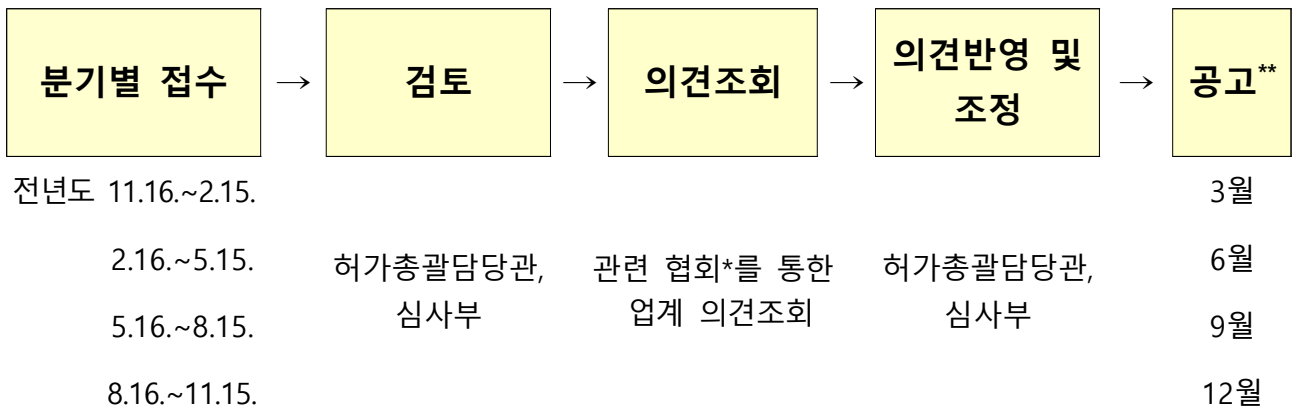 분기별 접수 → 검토 → 의견조회 → 의견반영 및
조정 → 공고**
전년도 11.16.~2.15.
2.16.~5.15.
5.16.~8.15.
8.16.~11.15.
허가총괄담당관,
심사부
관련 협회*를 통한
업계 의견조회
허가총괄담당관,
심사부
3월
6월
9월
12월